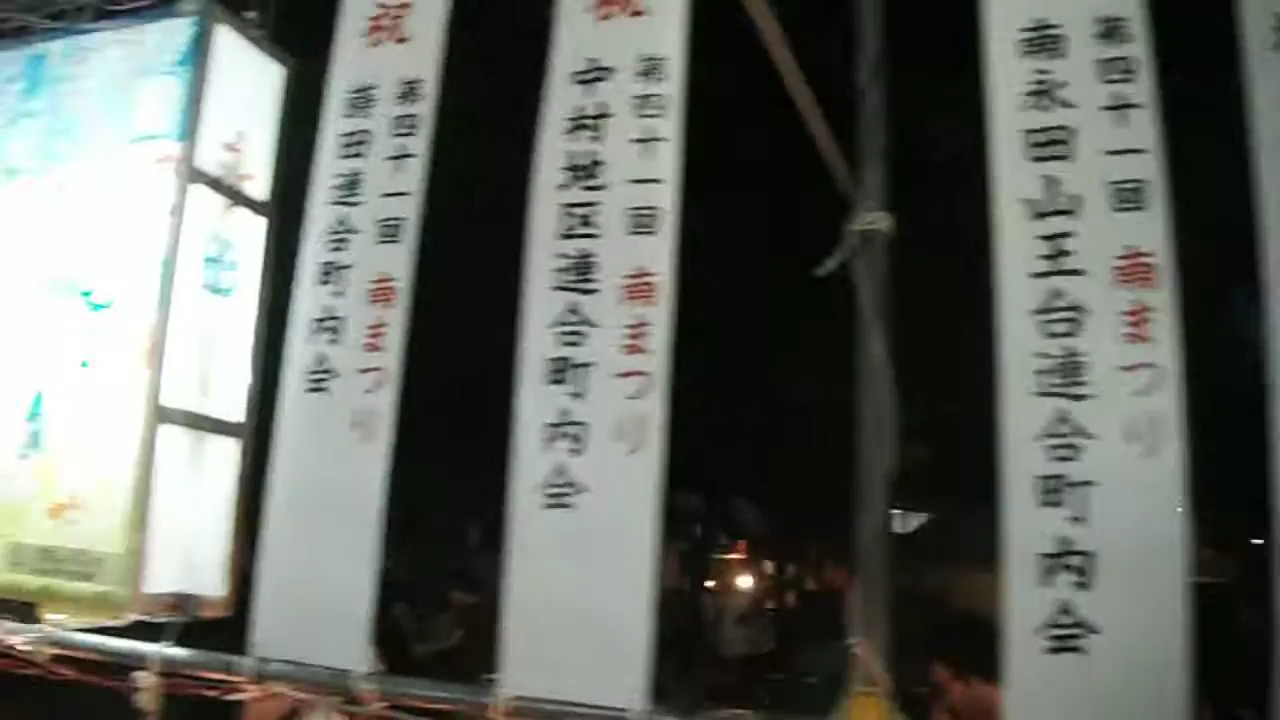 第四十一回 南まつり
南永田山王台連合町内会
祝
第四十一回 南まつり
中村地区連合町内会
祝
第四十一回 南まつり
蒔田連合町内会